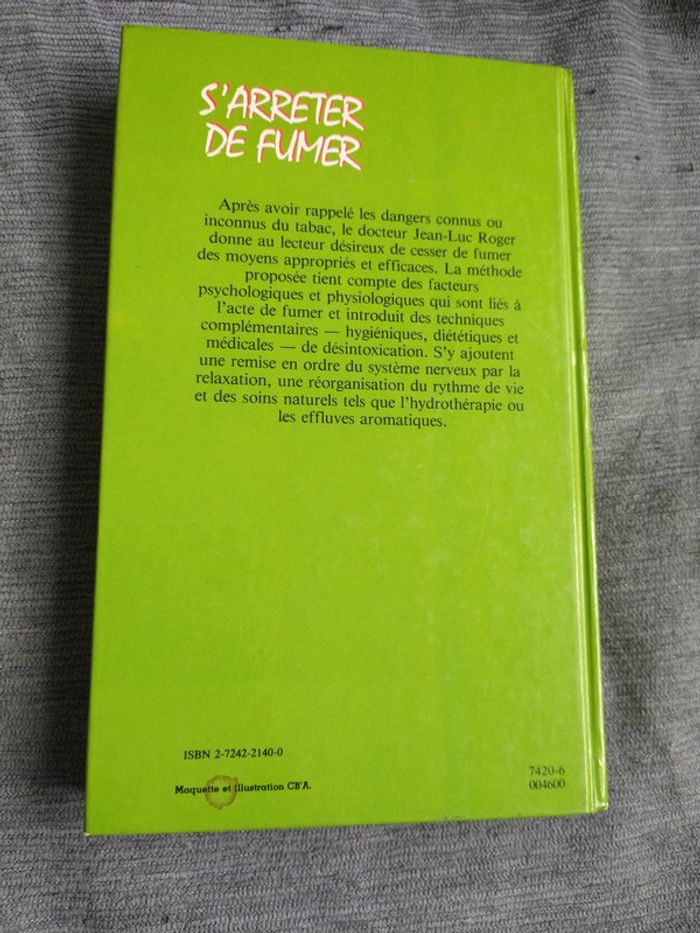 S'ARRETER
DE FUMER
Après avoir rappelé les dangers connus ou
inconnus du tabac, le docteur Jean-Luc Roger
donne au lecteur désireux de cesser de fumer
des moyens appropriés et efficaces. La méthode
proposée tient compte des facteurs
psychologiques et physiologiques qui sont liés à
l'acte de fumer et introduit des techniques
complémentaires — hygiéniques, diététiques et
médicales — de désintoxication. S'y ajoutent
une remise en ordre du système nerveux par la
relaxation, une réorganisation du rythme de vie
et des soins naturels tels que l'hydrothérapie ou
les effluves aromatiques.
ISBN 2-7242-2140-0
Maquette et illustration CB'A.
7420-6
004600